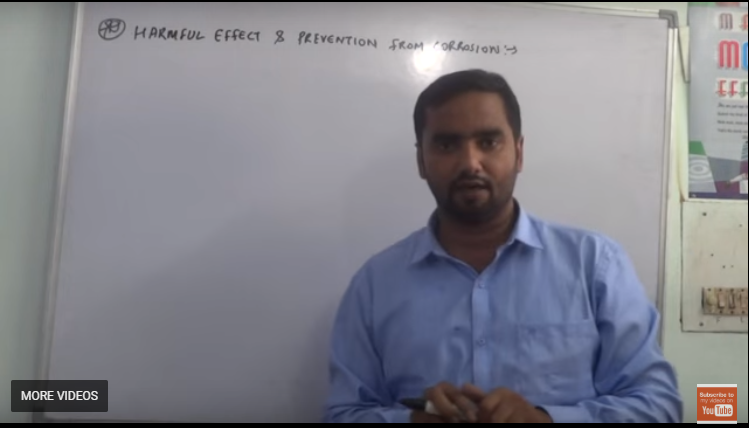 HARMFUL EFFECT & PREVENTION FROM CORROSION :→
MORE VIDEOS
Subscribe to
my videos on
YouTube